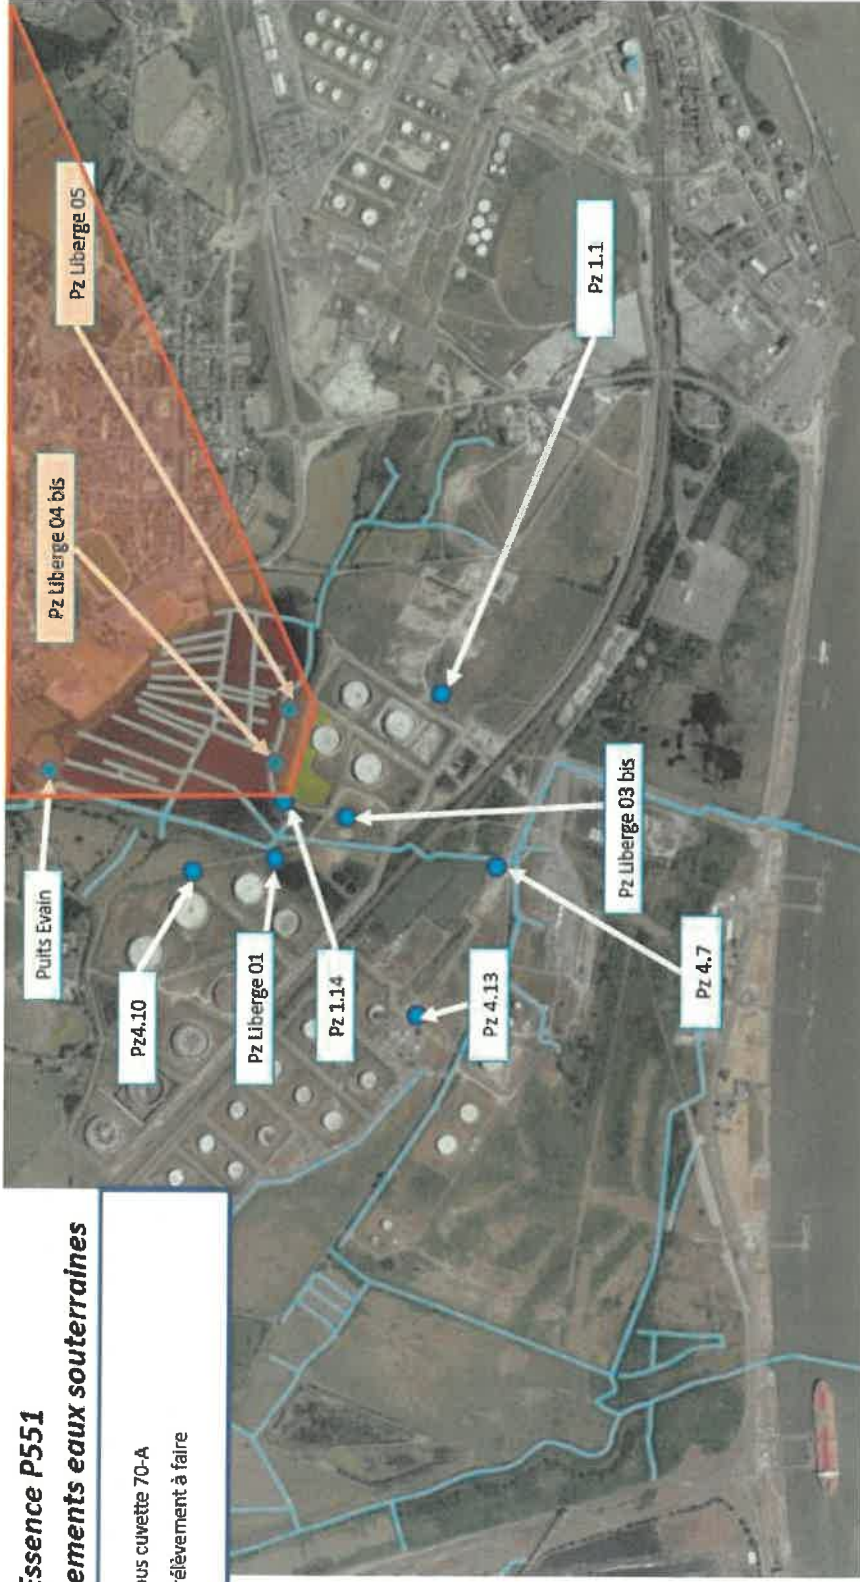 Essence P551
ements eaux souterraines
ous cuvette 70-A
rélèvement à faire
Puits Evain
Pz4.10
Pz Liberge 01
Pz 1.14
Pz 4.13
Pz 4.7
Pz Liberge 03 bis
Pz Liberge 04 bis
Pz Liberge 05
Pz 1.1